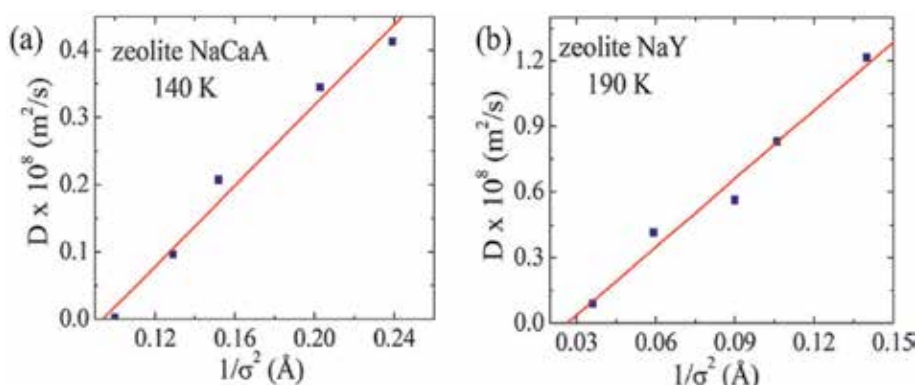 (a)
zeolite NaCaA
140 K
D x 10⁸ (m²/s)
0.4
0.3
0.2
0.1
0.0
0.12 0.16 0.20 0.24
1/σ² (Å)
(b)
zeolite NaY
190 K
D x 10⁸ (m²/s)
1.2
0.9
0.6
0.3
0.0
0.03 0.06 0.09 0.12 0.15
1/σ² (Å)